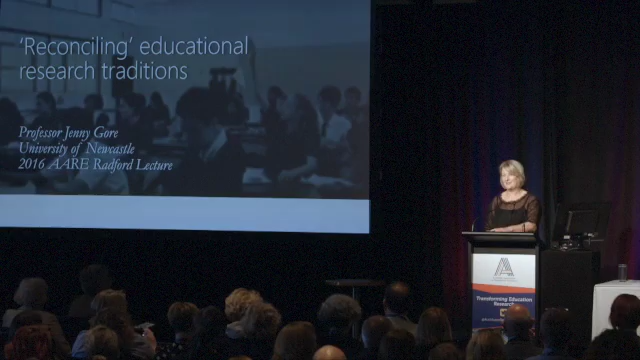 ‘Reconciling’ educational
research traditions
Professor Jenny Gore
University of Newcastle
2016 AARE Radford Lecture
Transforming Education
Research